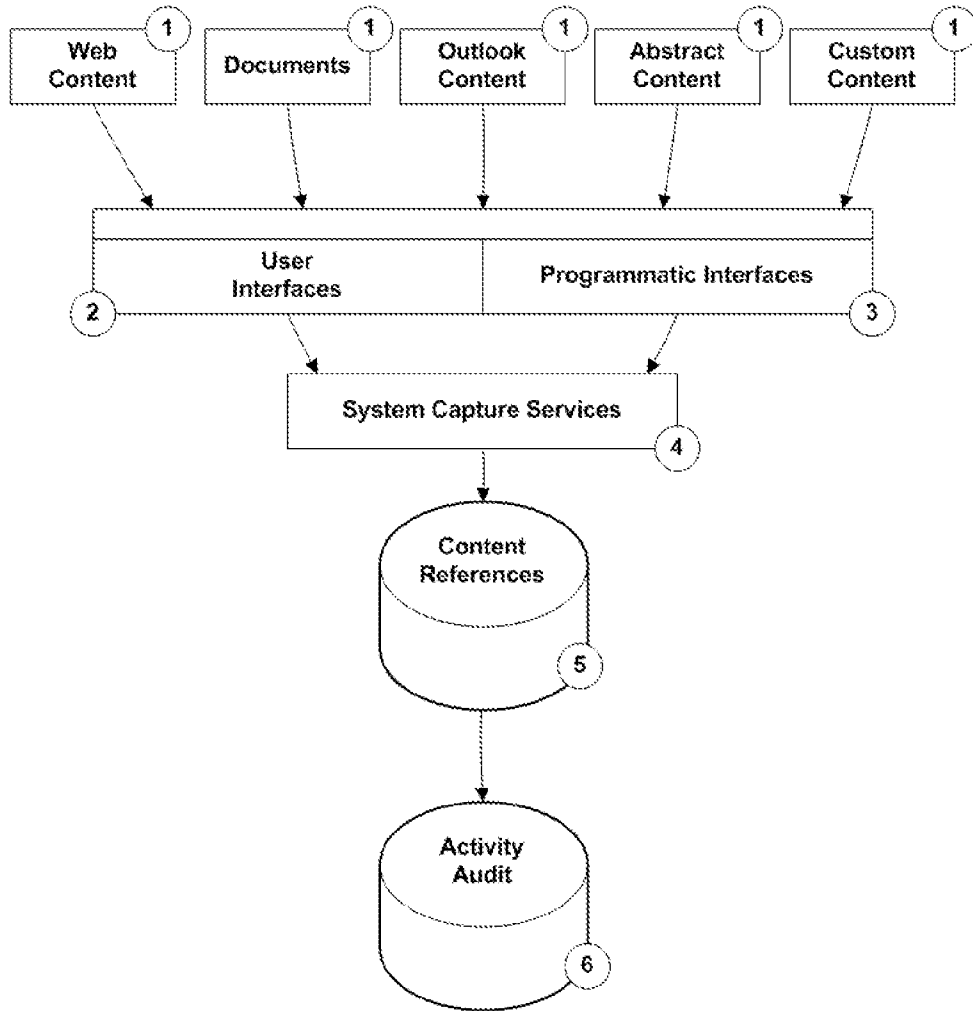 1
1
1
1
1
Web
Content
Documents
Outlook
Content
Abstract
Content
Custom
Content
User
Interfaces
Programmatic Interfaces
2
3
System Capture Services
4
Content
References
5
Activity
Audit
6